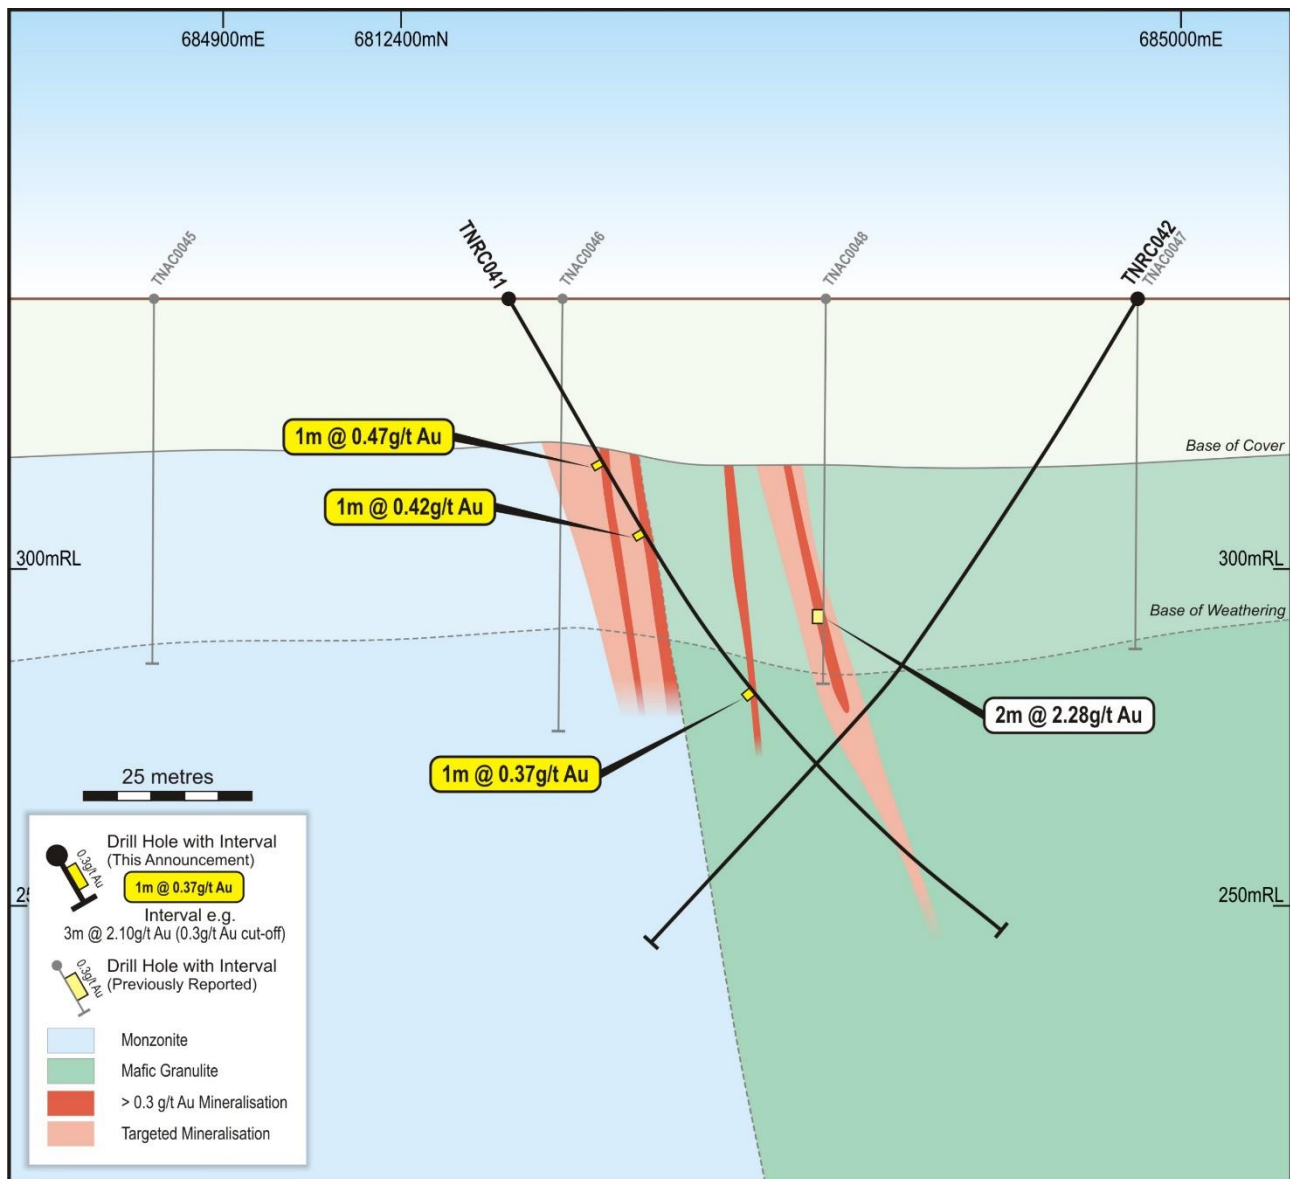 684900mE
6812400mN
685000mE
TNAC0045
TNRC041
TNAC0046
TNAC0048
TNRC042
TNAC0047
1m @ 0.47g/t Au
Base of Cover
1m @ 0.42g/t Au
300mRL
300mRL
Base of Weathering
2m @ 2.28g/t Au
1m @ 0.37g/t Au
25 metres
250mRL
Drill Hole with Interval
(This Announcement)
0.3g/t Au
1m @ 0.37g/t Au
Interval e.g.
3m @ 2.10g/t Au (0.3g/t Au cut-off)
Drill Hole with Interval
(Previously Reported)
0.3g/t Au
Monzonite
Mafic Granulite
> 0.3 g/t Au Mineralisation
Targeted Mineralisation